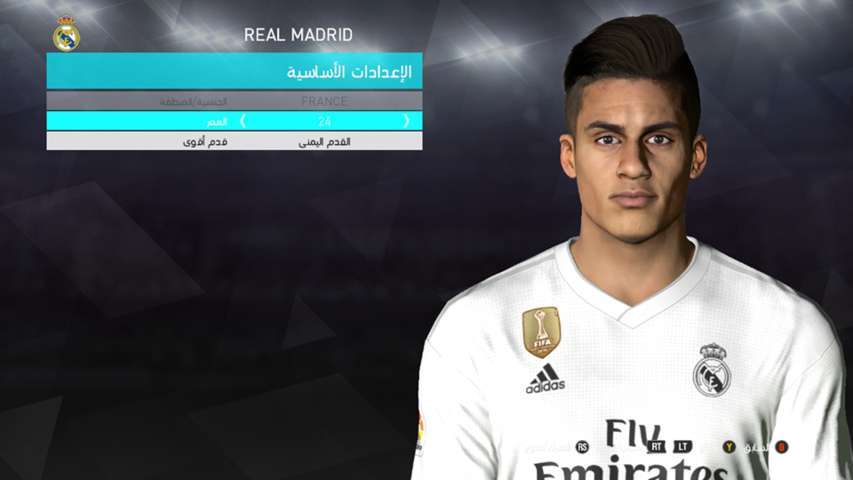 REAL MADRID
الإعدادات الأساسية
الجنسية/المنطقة FRANCE
العمر 24
قدم أقوى القدم اليمنى
FIFA
adidas
Fly
Emirates
RS
RT LT
Y
السابق B